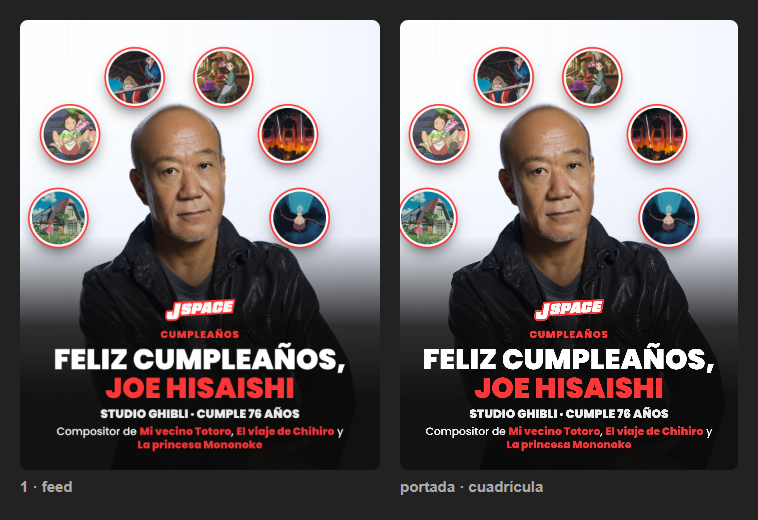 JSPACE
CUMPLEAÑOS
FELIZ CUMPLEAÑOS,
JOE HISAISHI
STUDIO GHIBLI · CUMPLE 76 AÑOS
Compositor de Mi vecino Totoro, El viaje de Chihiro y
La princesa Mononoke
1 · feed
JSPACE
CUMPLEAÑOS
FELIZ CUMPLEAÑOS,
JOE HISAISHI
STUDIO GHIBLI · CUMPLE 76 AÑOS
Compositor de Mi vecino Totoro, El viaje de Chihiro y
La princesa Mononoke
portada · cuadrícula